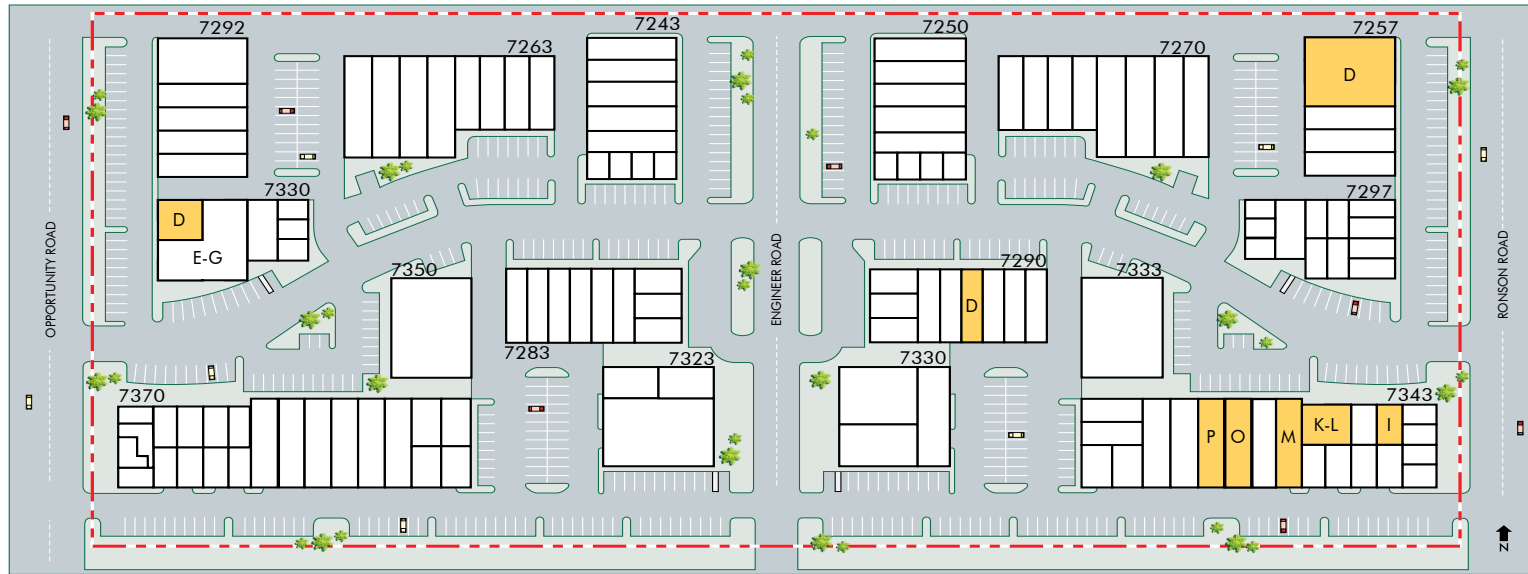 7292
7263
7243
7250
7270
7257
D
7330
D
E-G
7297
OPPORTUNITY ROAD
ENGINEER ROAD
RONSON ROAD
7350
7290
D
7333
7283
7323
7330
7370
7343
P
O
M
K-L
I
N